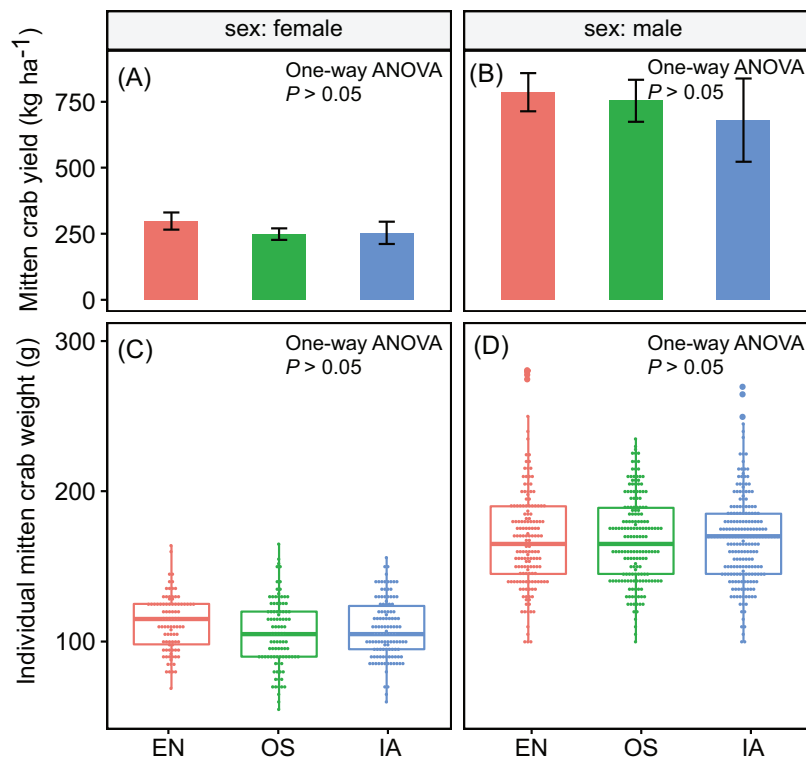 sex: female
sex: male
Mitten crab yield (kg ha⁻¹)
750
500
250
0
(A)
One-way ANOVA
P > 0.05
(B)
One-way ANOVA
P > 0.05
Individual mitten crab weight (g)
300
200
100
(C)
One-way ANOVA
P > 0.05
(D)
One-way ANOVA
P > 0.05
EN
OS
IA
EN
OS
IA